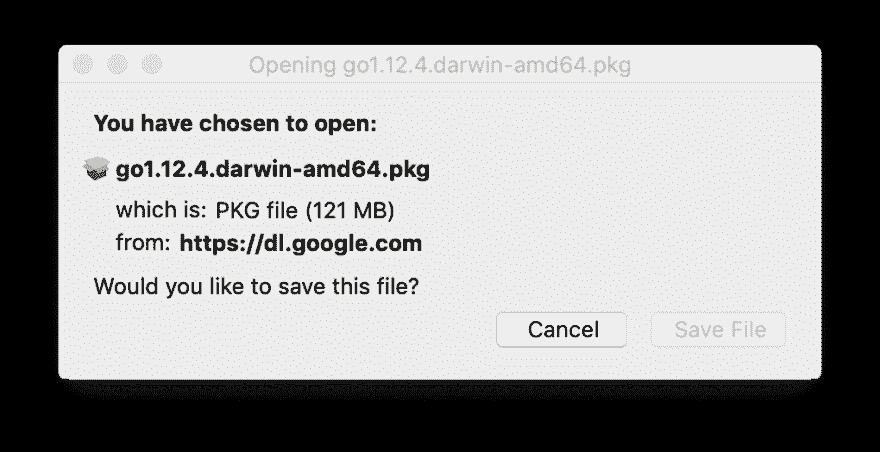 Opening go1.12.4.darwin-amd64.pkg
You have chosen to open:
go1.12.4.darwin-amd64.pkg
which is: PKG file (121 MB)
from: https://dl.google.com
Would you like to save this file?
Cancel Save File